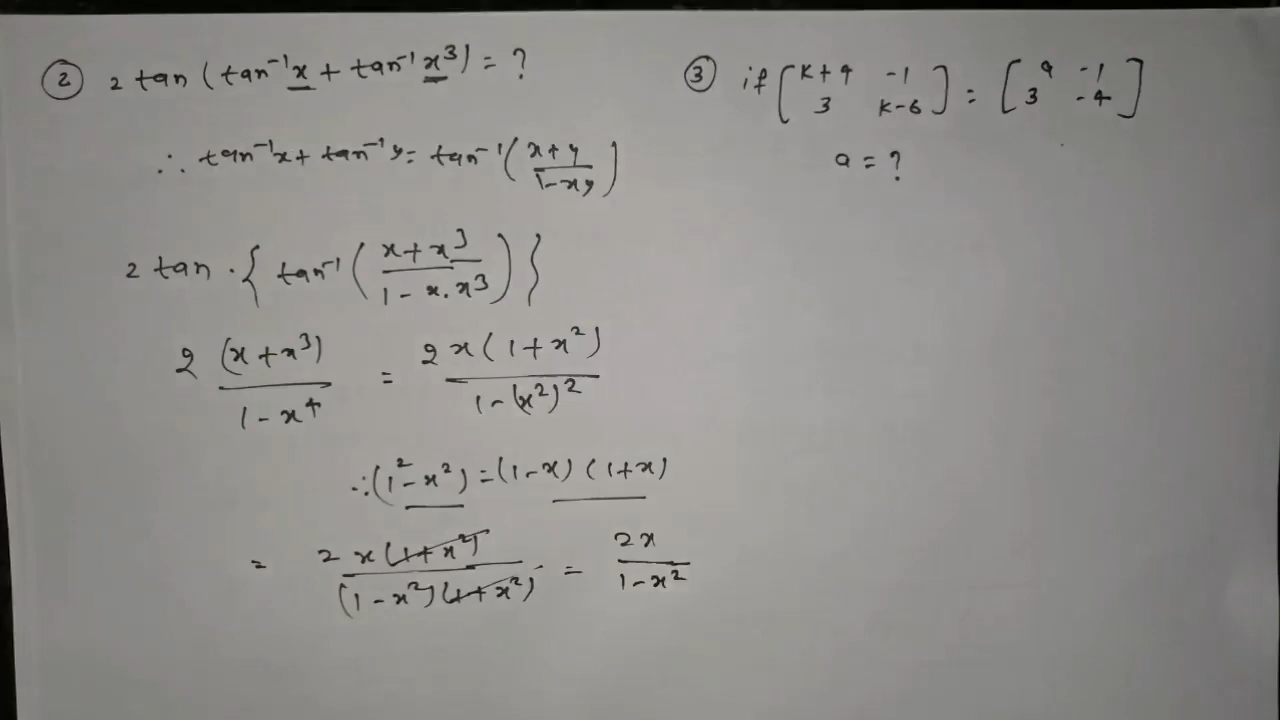 ② 2 tan (tan⁻¹x + tan⁻¹x³) = ?
∴ tan⁻¹x + tan⁻¹y = tan⁻¹(x+y / 1-xy)
2 tan · { tan⁻¹ (x+x³ / 1-x.x³) }
2 (x+x³) / 1-x⁴ = 2x(1+x²) / 1-(x²)²
∴ (1²-x²) = (1-x) (1+x)
= 2x(1+x²) / (1-x²)(1+x²) = 2x / 1-x²
③ if [ k+4 -1 ] = [ a -1 ]
[ 3 k-6 ] [ 3 -4 ]
a = ?